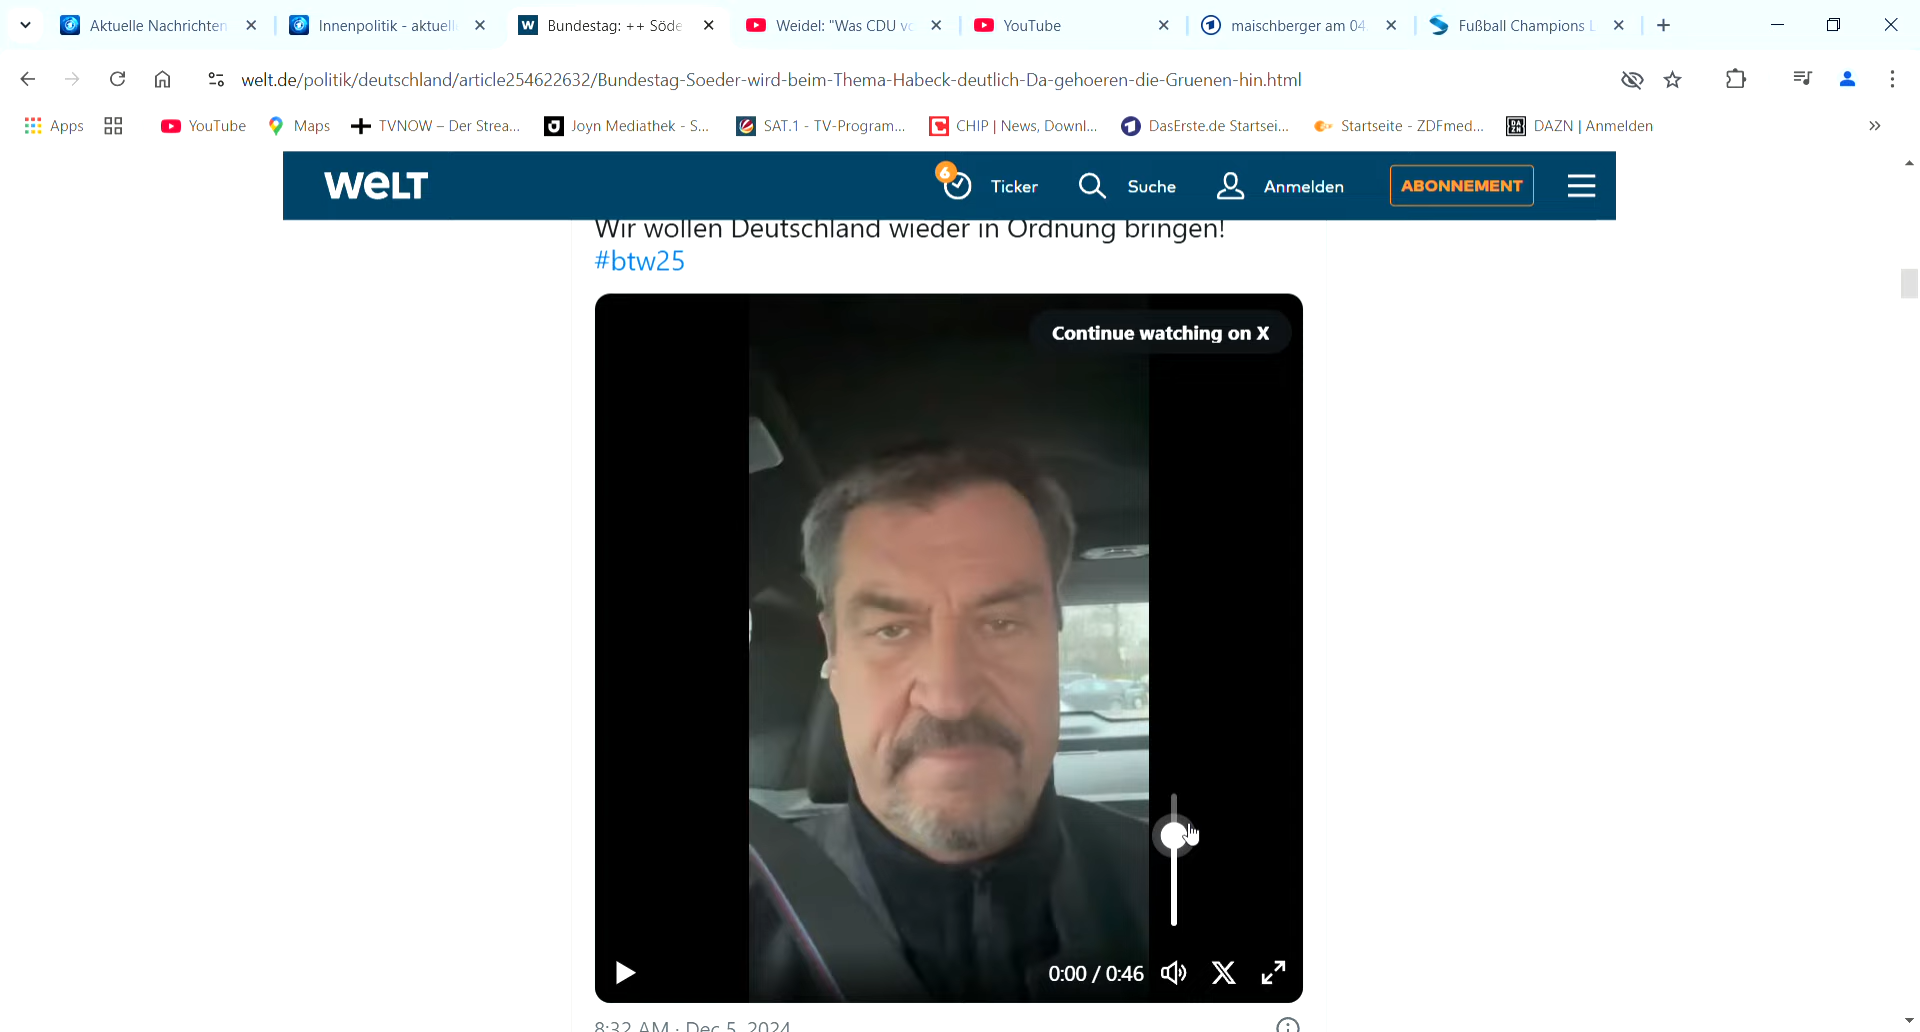 Aktuelle Nachrichten
Innenpolitik - aktuell
Bundestag: ++ Söde
Weidel: "Was CDU vo
YouTube
maischberger am 04
Fußball Champions L
welt.de/politik/deutschland/article254622632/Bundestag-Soeder-wird-beim-Thema-Habeck-deutlich-Da-gehoeren-die-Gruenen-hin.html
Apps
YouTube
Maps
TVNOW – Der Strea...
Joyn Mediathek - S...
SAT.1 - TV-Program...
CHIP | News, Downl...
DasErste.de Startsei...
Startseite - ZDFmed...
DAZN | Anmelden
WELT
6
Ticker
Suche
Anmelden
ABONNEMENT
Wir wollen Deutschland wieder in Ordnung bringen!
#btw25
Continue watching on X
0:00 / 0:46
8:32 AM · Dec 5, 2024